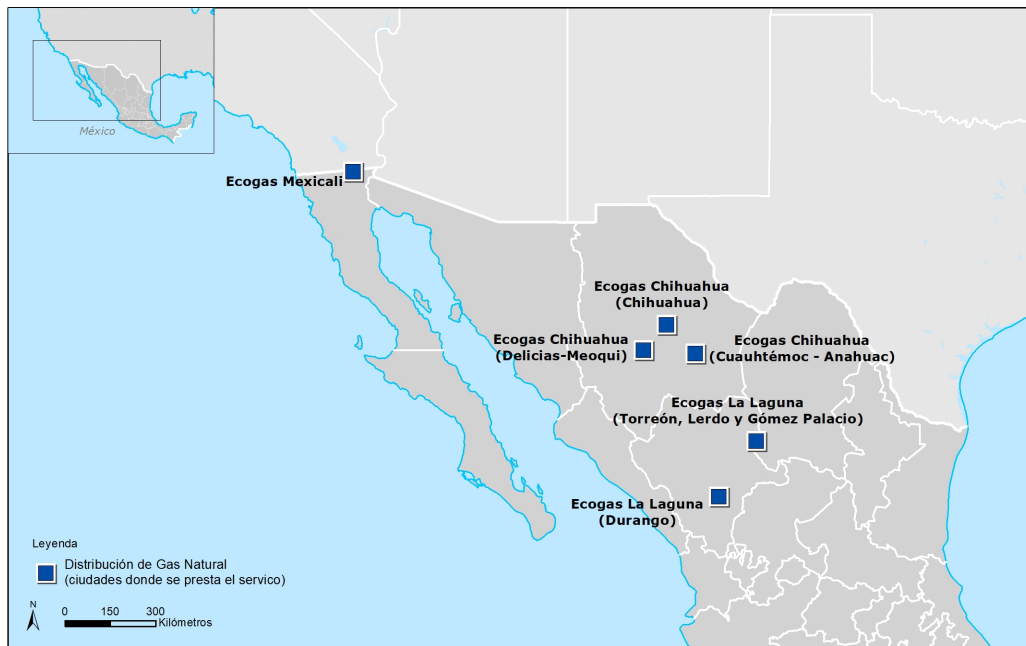 México
Ecogas Mexicali
Ecogas Chihuahua
(Chihuahua)
Ecogas Chihuahua
(Delicias-Meoqui)
Ecogas Chihuahua
(Cuauhtémoc - Anahuac)
Ecogas La Laguna
(Torreón, Lerdo y Gómez Palacio)
Ecogas La Laguna
(Durango)
Leyenda
Distribución de Gas Natural
(ciudades donde se presta el servico)
N
0 150 300
Kilómetros